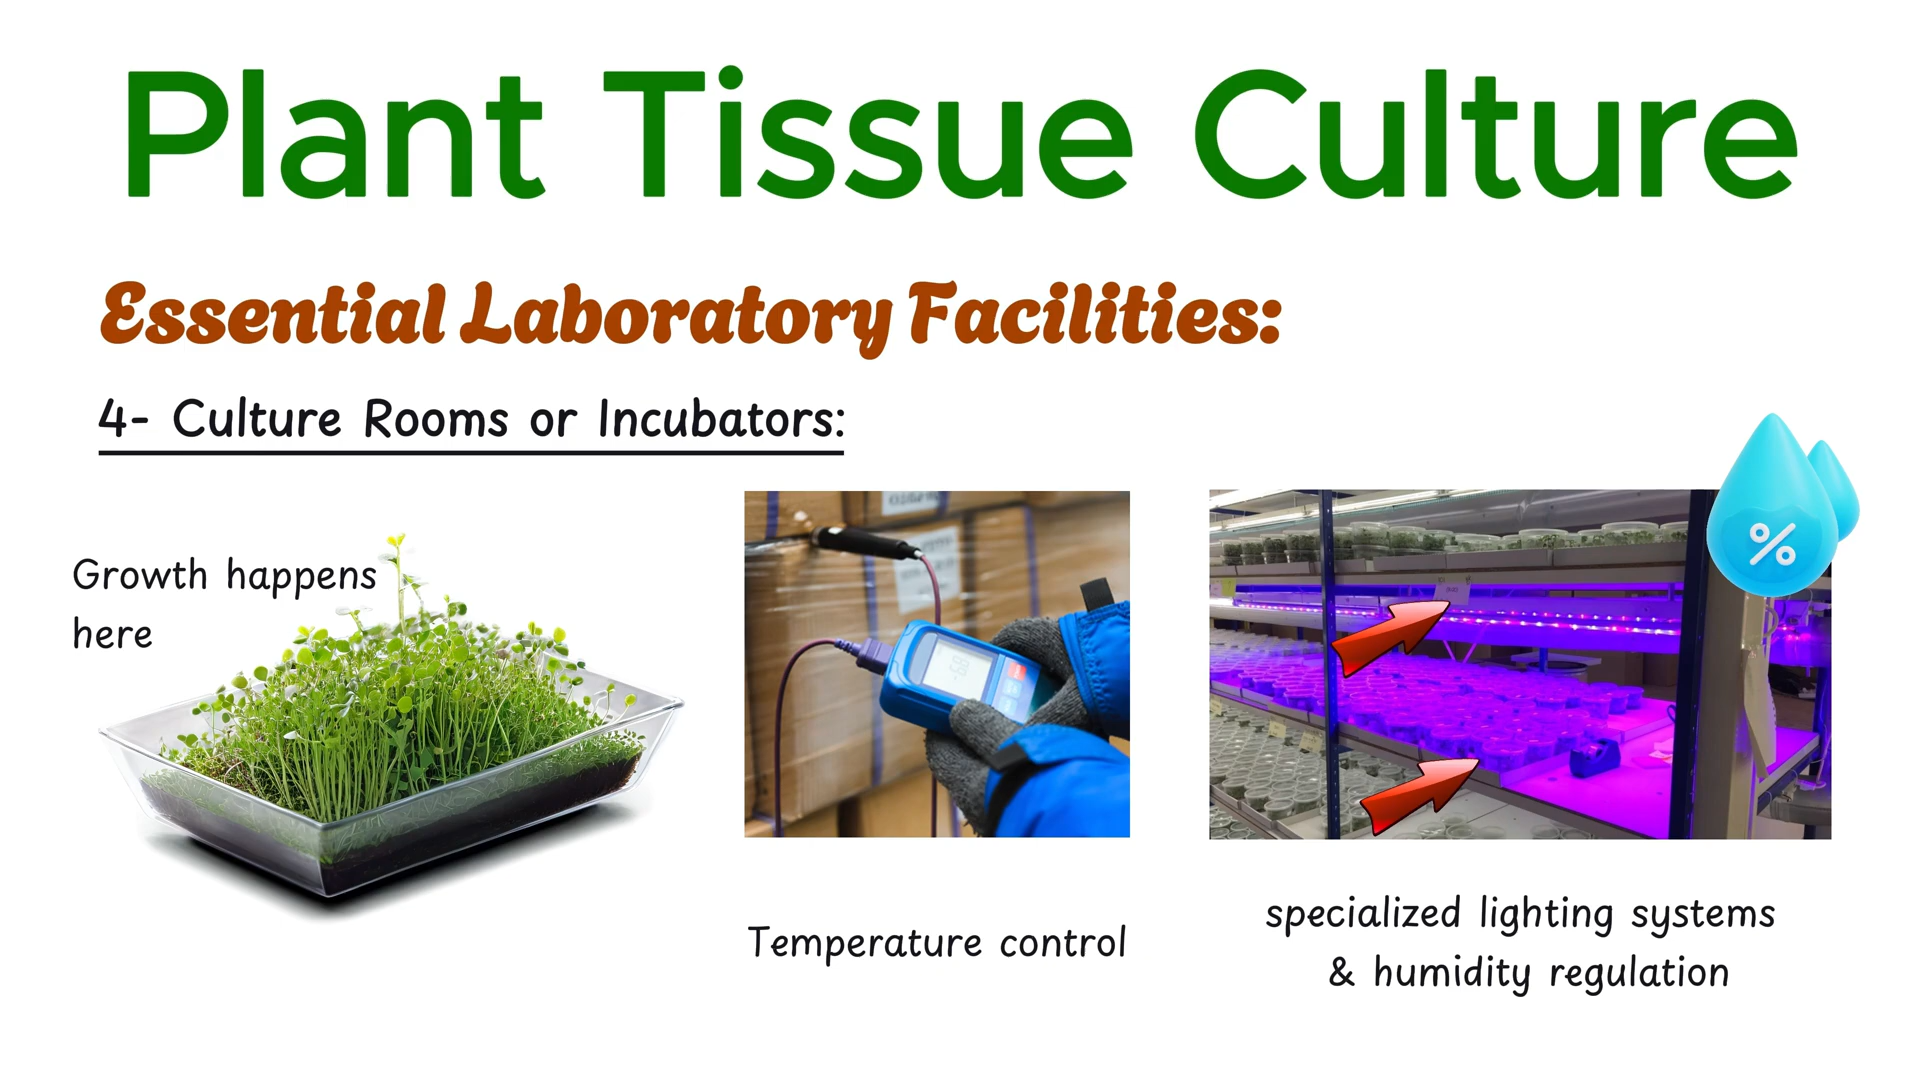 Plant Tissue Culture
Essential Laboratory Facilities:
4- Culture Rooms or Incubators:
Growth happens
here
%
Temperature control
specialized lighting systems
& humidity regulation